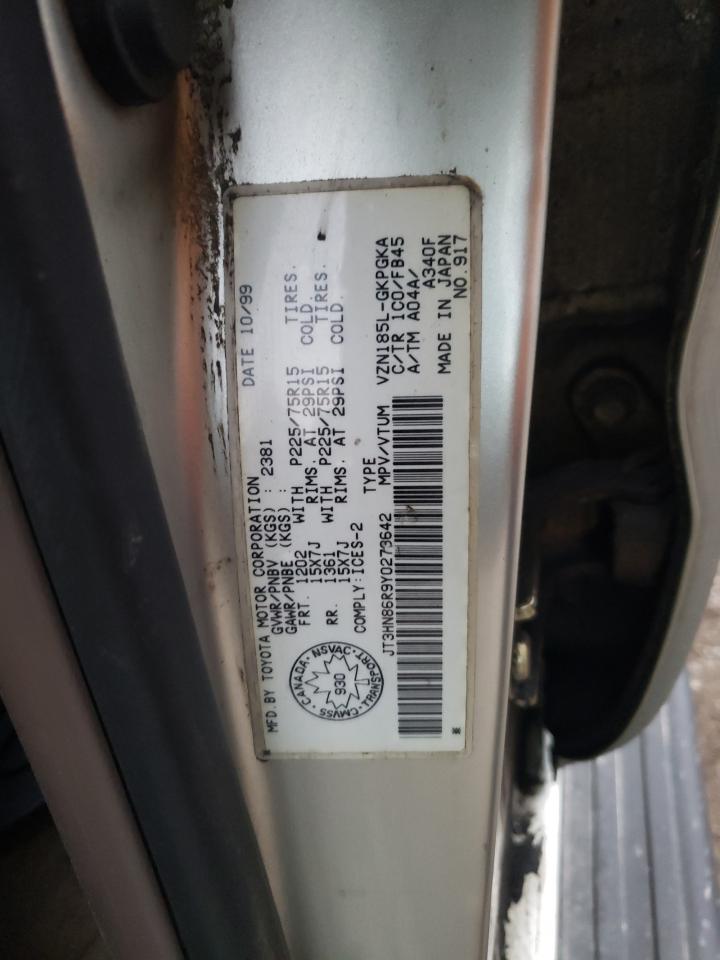 MFD. BY TOYOTA MOTOR CORPORATION DATE 10/99
GVWR/PNBV (KGS) : 2381
GAWR/PNBE (KGS) :
FRT. 1202 WITH P225/75R15 TIRES.
15X7J RIMS. AT 29PSI COLD.
RR. 1361 WITH P225/75R15 TIRES.
15X7J RIMS. AT 29PSI COLD.
COMPLY:ICES-2 TYPE
JT3HN86R9Y0273642 MPV/VTUM VZN185L-GKPGKA
C/TR 1C0/FB45
A/TM A04A/
A340F
MADE IN JAPAN
NO.917
CANADA · NSVAC · TRANSPORT · CMVSS ·
930